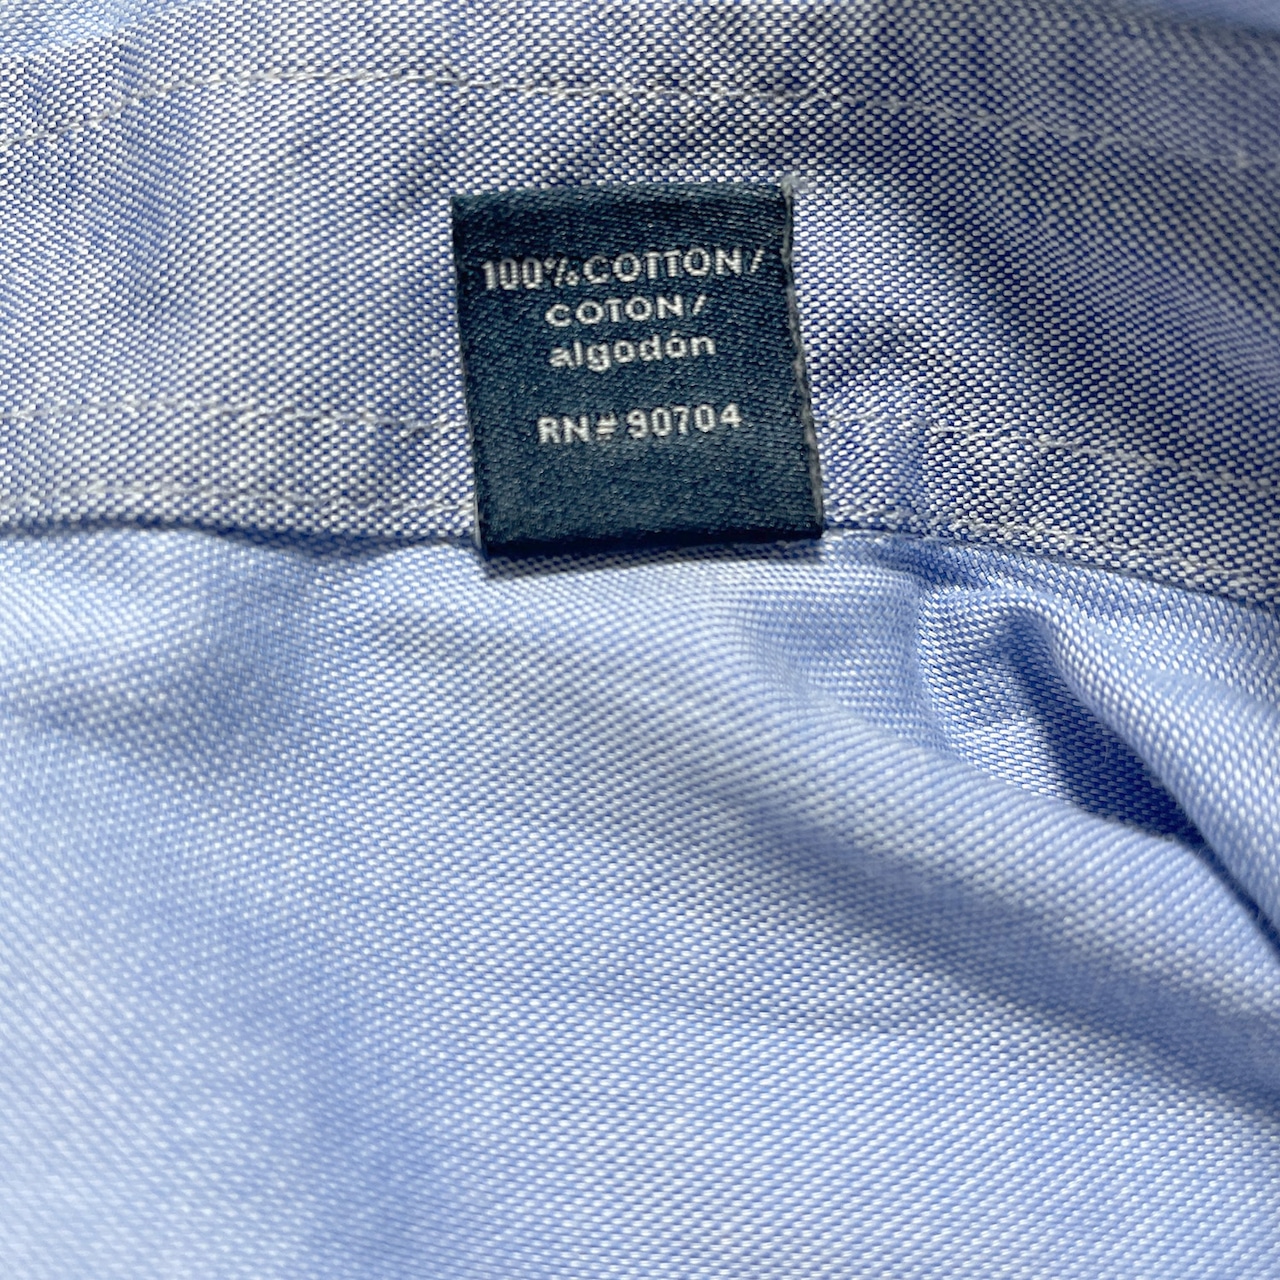 100% COTTON/
COTON/
algodón
RN# 90704